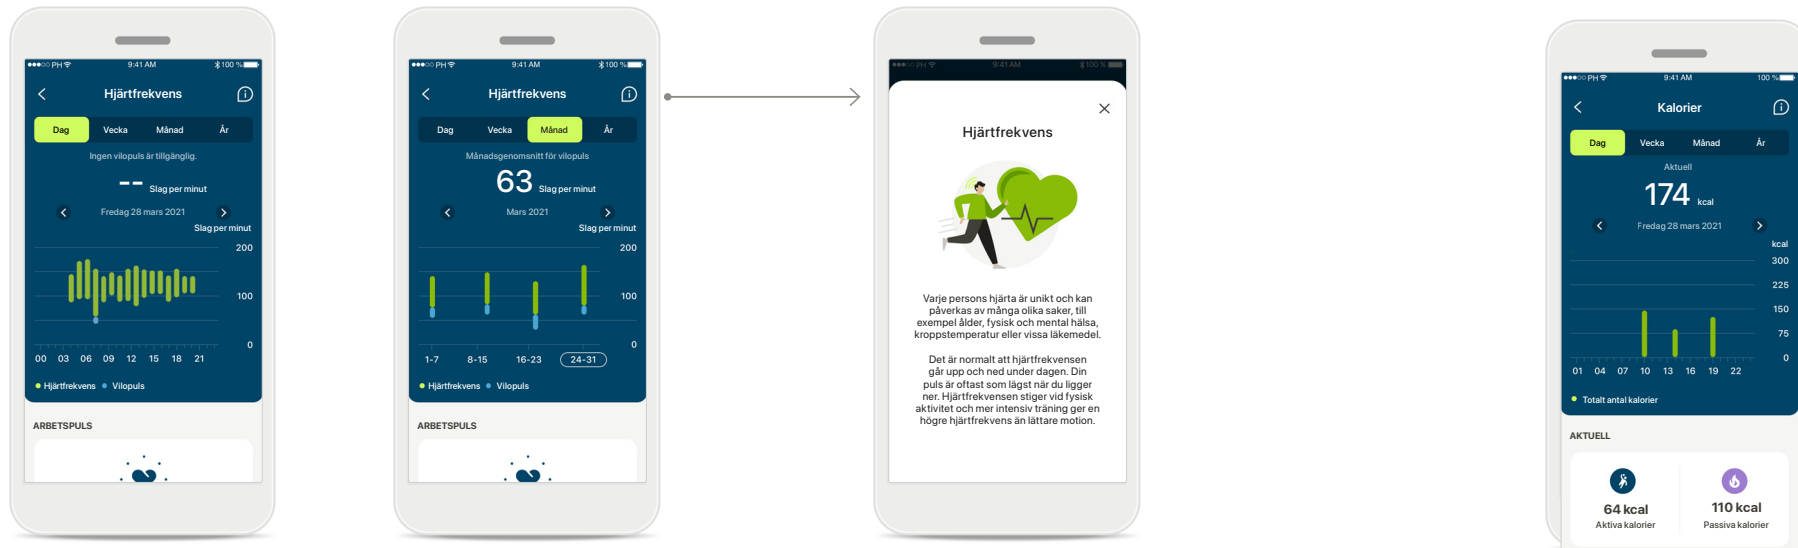 PH
9:41 AM
100 %
Hjärtfrekvens
Dag Vecka Månad År
Ingen vilopuls är tillgänglig.
-- Slag per minut
Fredag 28 mars 2021
Slag per minut
200
100
0
00 03 06 09 12 15 18 21
Hjärtfrekvens Vilopuls
ARBETSPULS
PH
9:41 AM
100 %
Hjärtfrekvens
Dag Vecka Månad År
Månadsgenomsnitt för vilopuls
63 Slag per minut
Mars 2021
Slag per minut
200
100
0
1-7 8-15 16-23 24-31
Hjärtfrekvens Vilopuls
ARBETSPULS
PH
9:41 AM
100 %
Hjärtfrekvens
Varje persons hjärta är unikt och kan
påverkas av många olika saker, till
exempel ålder, fysisk och mental hälsa,
kroppstemperatur eller vissa läkemedel.
Det är normalt att hjärtfrekvensen
går upp och ned under dagen. Din
puls är oftast som lägst när du ligger
ner. Hjärtfrekvensen stiger vid fysisk
aktivitet och mer intensiv träning ger en
högre hjärtfrekvens än lättare motion.
PH
9:41 AM
100 %
Kalorier
Dag Vecka Månad År
Aktuell
174 kcal
Fredag 28 mars 2021
kcal
300
225
150
75
0
01 04 07 10 13 16 19 22
Totalt antal kalorier
AKTUELL
64 kcal
Aktiva kalorier
110 kcal
Passiva kalorier